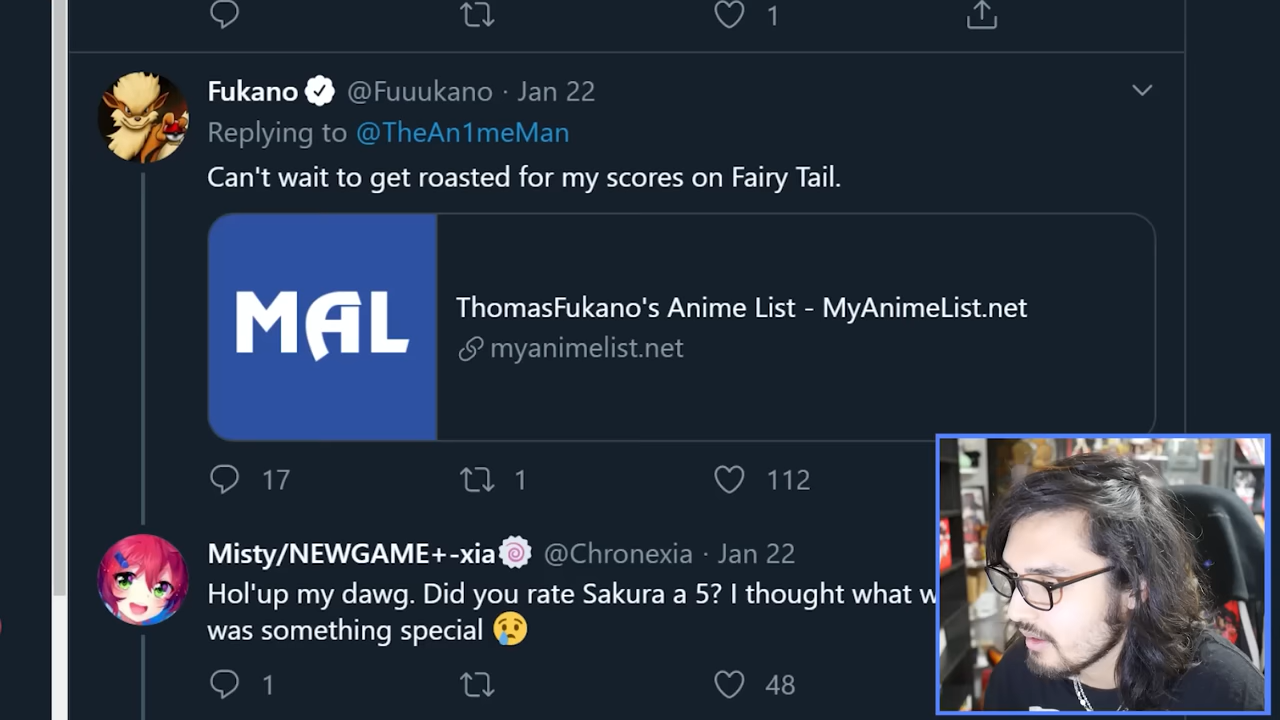 1
Fukano @Fuuukano · Jan 22
Replying to @TheAn1meMan
Can't wait to get roasted for my scores on Fairy Tail.
MAL
ThomasFukano's Anime List - MyAnimeList.net
myanimelist.net
17 1 112
Misty/NEWGAME+-xia🍥 @Chronexia · Jan 22
Hol'up my dawg. Did you rate Sakura a 5? I thought what
was something special 😢
1 48